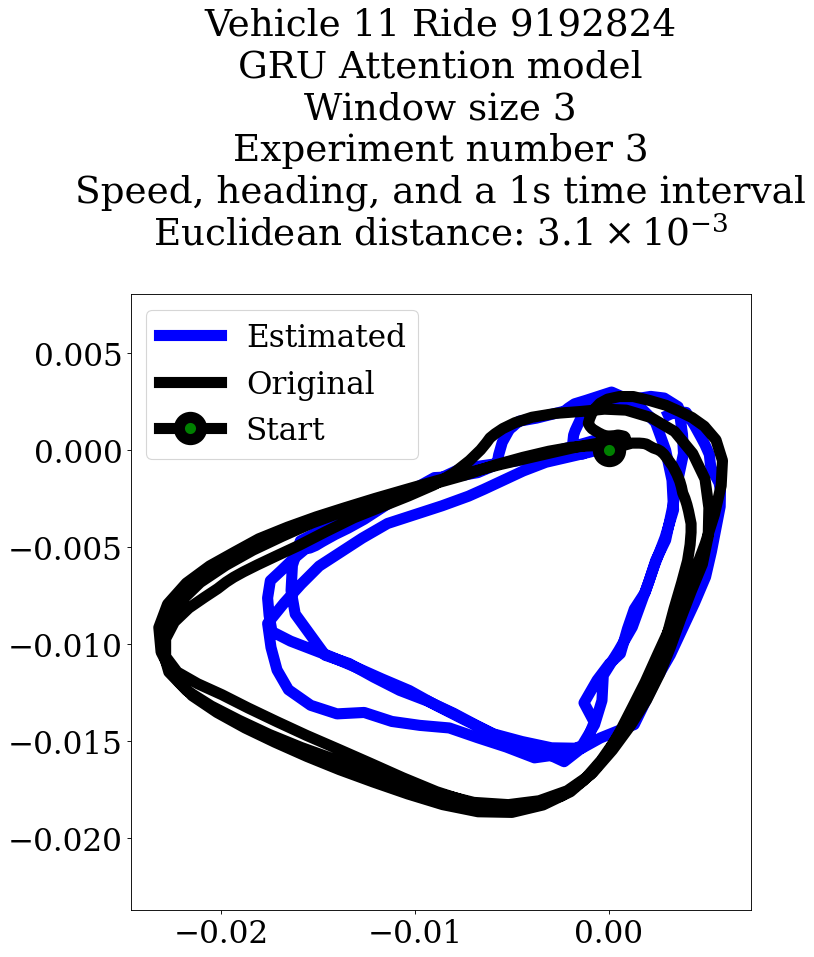 Vehicle 11 Ride 9192824
GRU Attention model
Window size 3
Experiment number 3
Speed, heading, and a 1s time interval
Euclidean distance: 3.1 × 10⁻³
Estimated
Original
Start
0.005
0.000
−0.005
−0.010
−0.015
−0.020
−0.02 −0.01 0.00